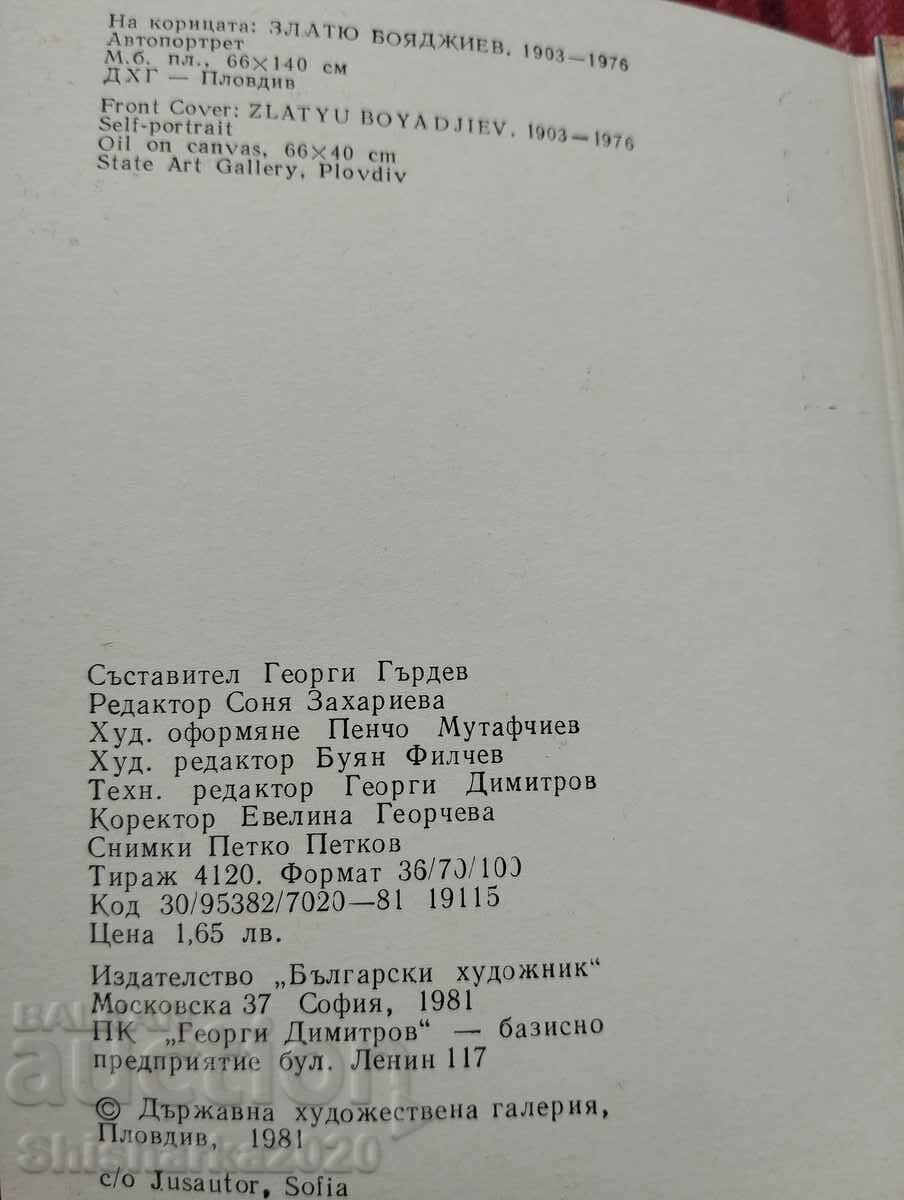 На корицата: ЗЛАТЮ БОЯДЖИЕВ. 1903—1976
Автопортрет
М.б. пл., 66×140 см
ДХГ — Пловдив
Front Cover: ZLATYU BOYADJIEV. 1903—1976
Self-portrait
Oil on canvas, 66×40 cm
State Art Gallery, Plovdiv
Съставител Георги Гърдев
Редактор Соня Захариева
Худ. оформяне Пенчо Мутафчиев
Худ. редактор Буян Филчев
Техн. редактор Георги Димитров
Коректор Евелина Георчева
Снимки Петко Петков
Тираж 4120. Формат 36/70/100
Код 30/95382/7020—81 19115
Цена 1,65 лв.
Издателство „Български художник“
Московска 37 София, 1981
ПК „Георги Димитров“ — базисно
предприятие бул. Ленин 117
© Държавна художествена галерия,
Пловдив, 1981
c/o Jusautor, Sofia
auction
Shisharka2020